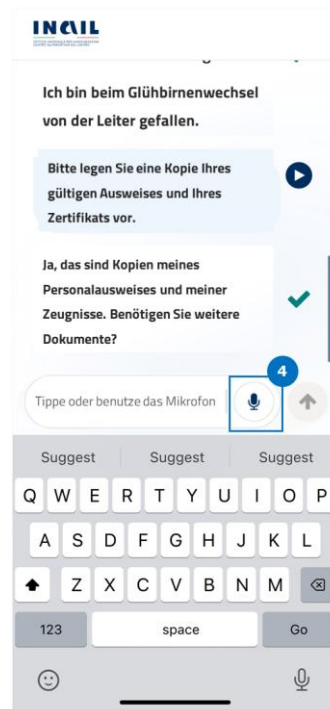 INAIL
Ich bin beim Glühbirnenwechsel
von der Leiter gefallen.
Bitte legen Sie eine Kopie Ihres
gültigen Ausweises und Ihres
Zertifikats vor.
Ja, das sind Kopien meines
Personalausweises und meiner
Zeugnisse. Benötigen Sie weitere
Dokumente?
4
Tippe oder benutze das Mikrofon
Suggest Suggest Suggest
Q W E R T Y U I O P
A S D F G H J K L
Z X C V B N M
123 space Go